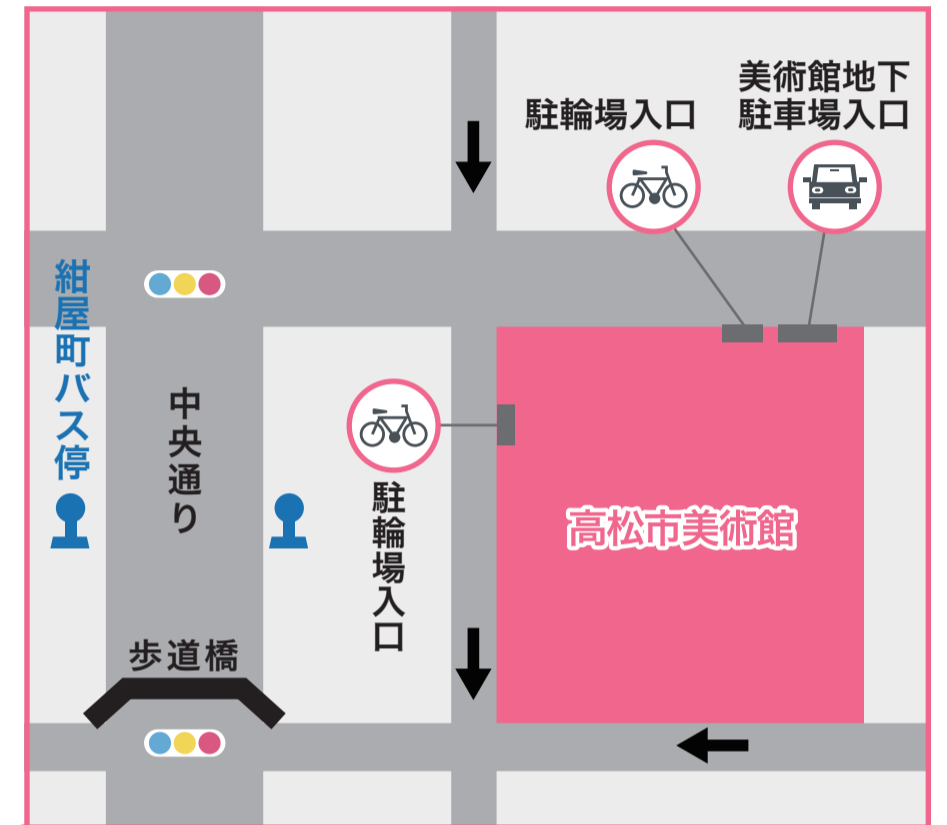 美術館地下
駐車場入口
駐輪場入口
紺屋町バス停
中央通り
駐輪場入口
高松市美術館
歩道橋